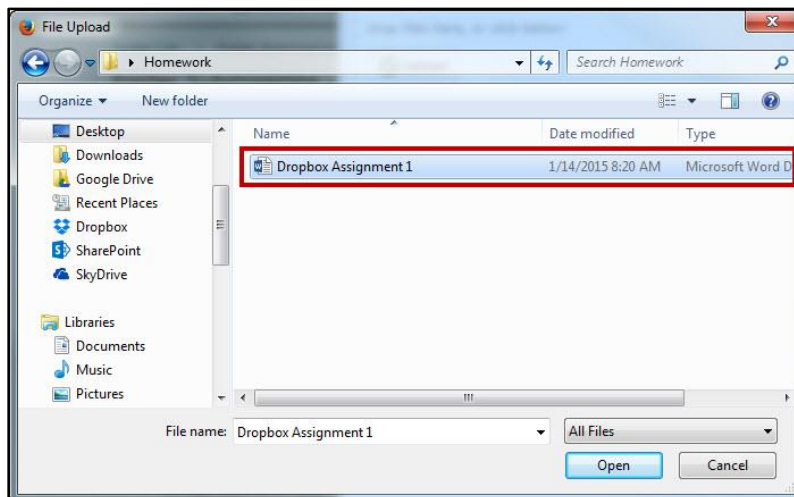 File Upload
Homework
Search Homework
Organize
New folder
Name
Date modified
Type
Desktop
Downloads
Google Drive
Recent Places
Dropbox
SharePoint
SkyDrive
Libraries
Documents
Music
Pictures
Dropbox Assignment 1
1/14/2015 8:20 AM
Microsoft Word D
File name:
Dropbox Assignment 1
All Files
Open
Cancel